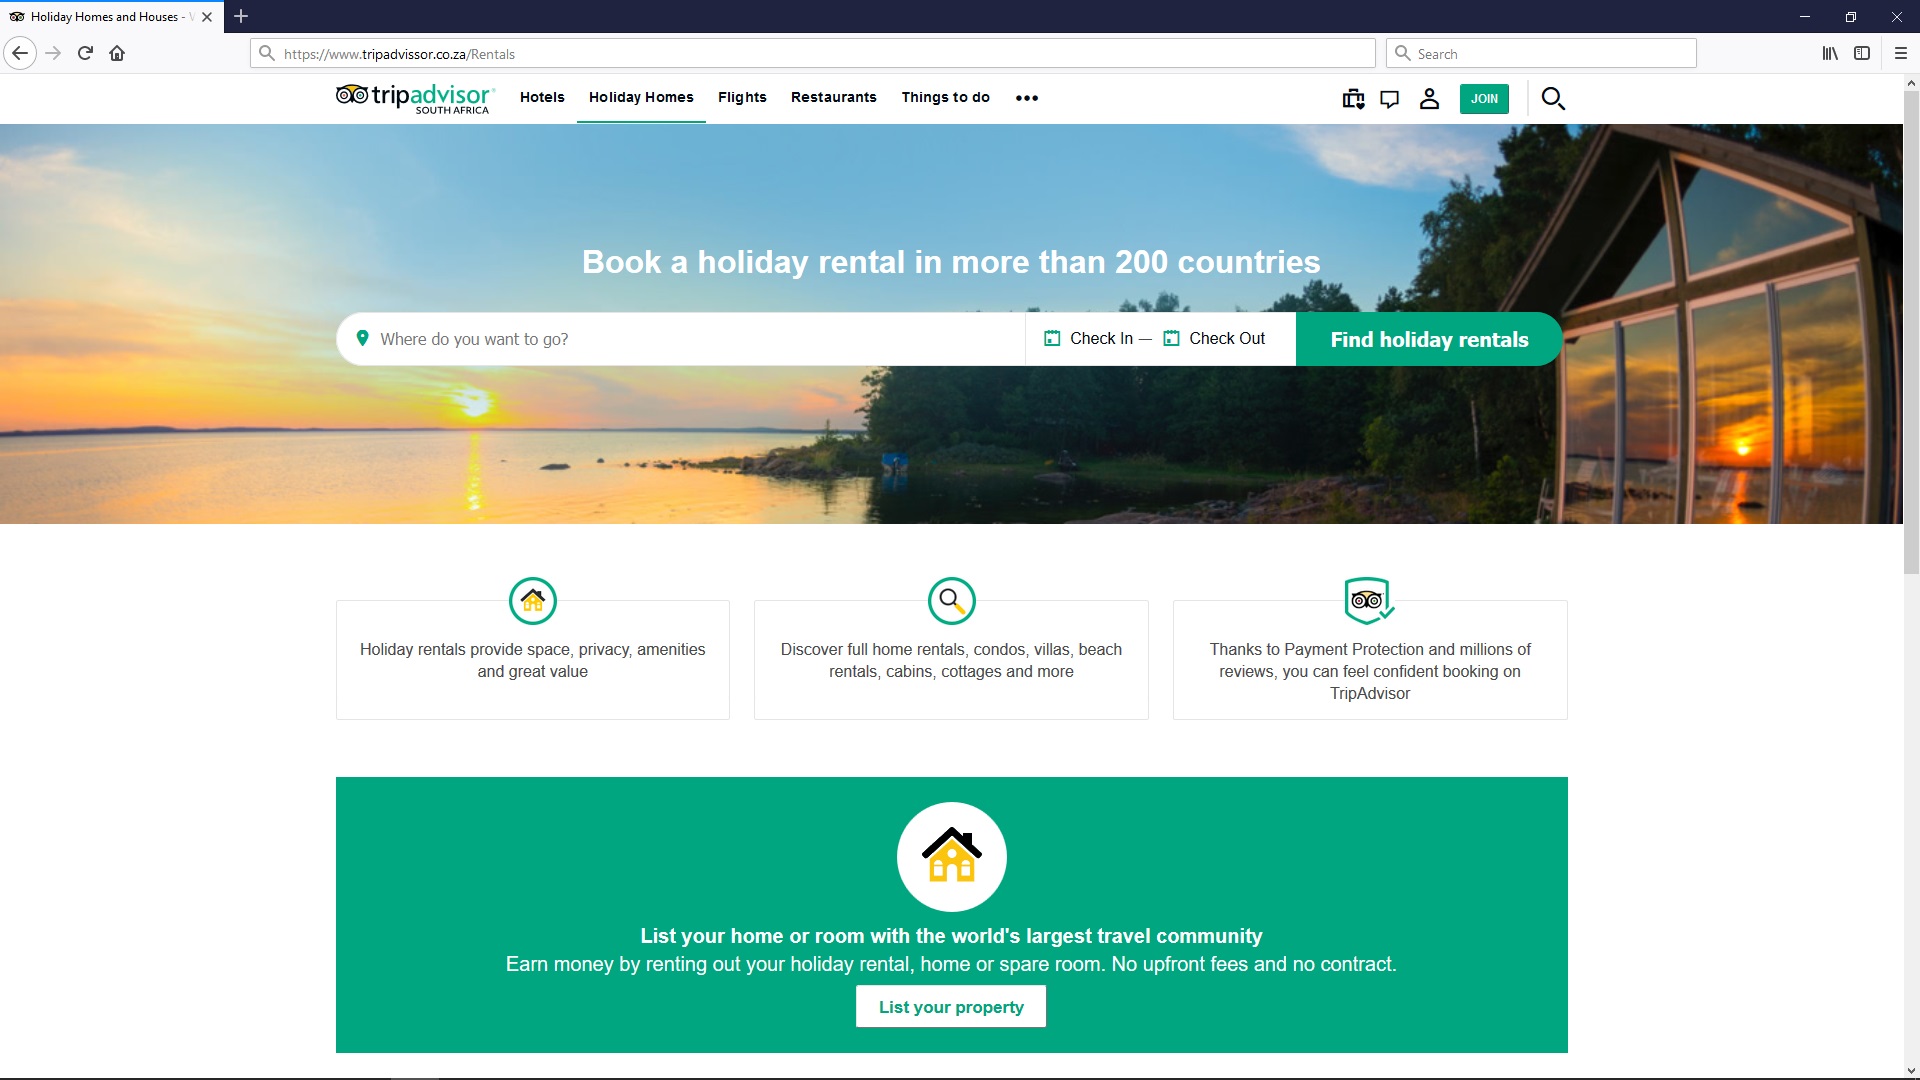 Holiday Homes and Houses -
https://www.tripadvissor.co.za/Rentals
Search
tripadvisor
SOUTH AFRICA
Hotels
Holiday Homes
Flights
Restaurants
Things to do
JOIN
Book a holiday rental in more than 200 countries
Where do you want to go?
Check In —
Check Out
Find holiday rentals
Holiday rentals provide space, privacy, amenities
and great value
Discover full home rentals, condos, villas, beach
rentals, cabins, cottages and more
Thanks to Payment Protection and millions of
reviews, you can feel confident booking on
TripAdvisor
List your home or room with the world's largest travel community
Earn money by renting out your holiday rental, home or spare room. No upfront fees and no contract.
List your property